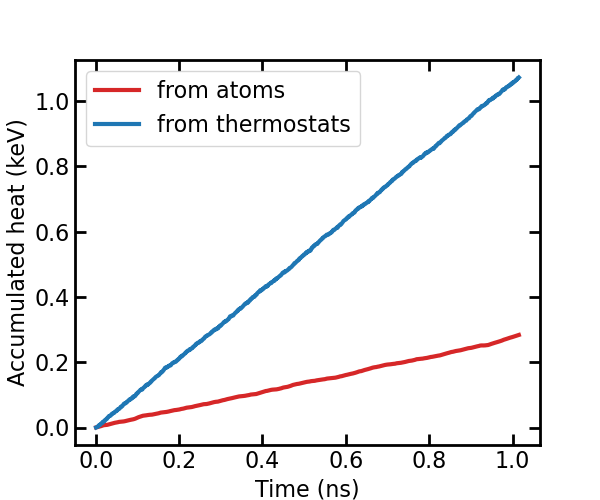 from atoms
from thermostats
Accumulated heat (keV)
1.0
0.8
0.6
0.4
0.2
0.0
0.0 0.2 0.4 0.6 0.8 1.0
Time (ns)